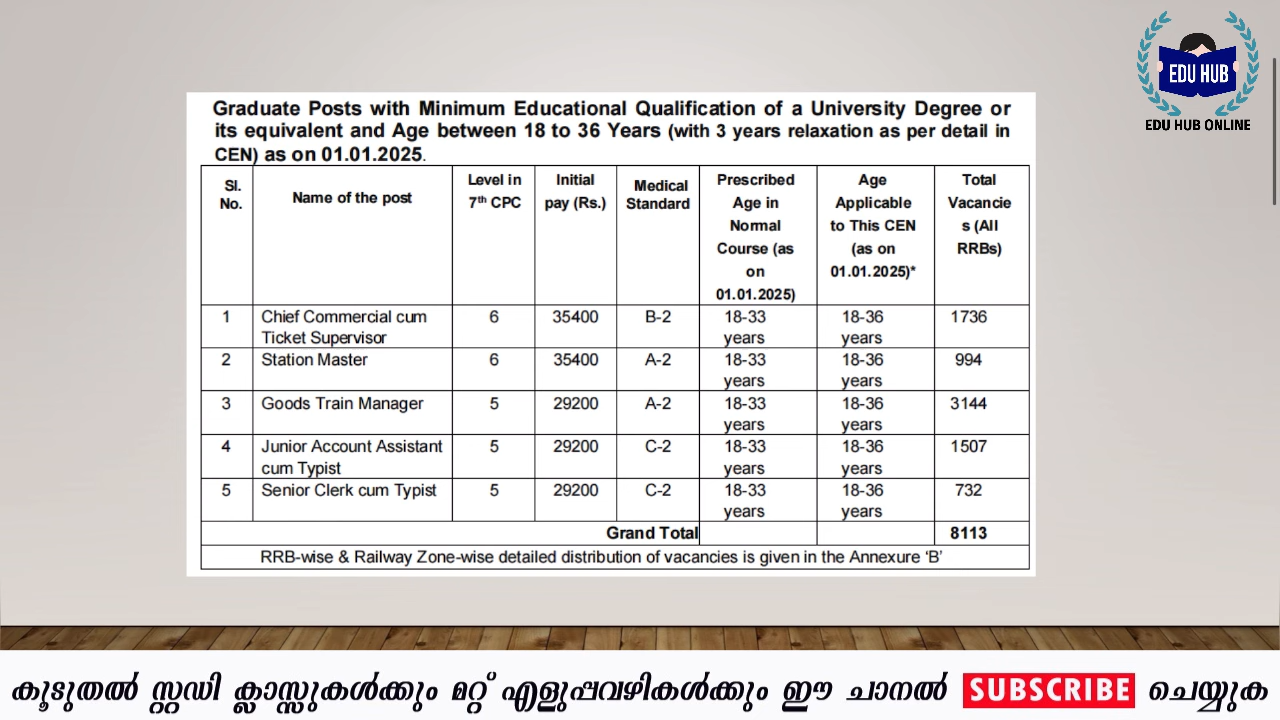 EDU HUB
EDU HUB ONLINE
Graduate Posts with Minimum Educational Qualification of a University Degree or
its equivalent and Age between 18 to 36 Years (with 3 years relaxation as per detail in
CEN) as on 01.01.2025.
Sl. No. | Name of the post | Level in 7th CPC | Initial pay (Rs.) | Medical Standard | Prescribed Age in Normal Course (as on 01.01.2025) | Age Applicable to This CEN (as on 01.01.2025)* | Total Vacancie s (All RRBs)
1 | Chief Commercial cum Ticket Supervisor | 6 | 35400 | B-2 | 18-33 years | 18-36 years | 1736
2 | Station Master | 6 | 35400 | A-2 | 18-33 years | 18-36 years | 994
3 | Goods Train Manager | 5 | 29200 | A-2 | 18-33 years | 18-36 years | 3144
4 | Junior Account Assistant cum Typist | 5 | 29200 | C-2 | 18-33 years | 18-36 years | 1507
5 | Senior Clerk cum Typist | 5 | 29200 | C-2 | 18-33 years | 18-36 years | 732
Grand Total | 8113
RRB-wise & Railway Zone-wise detailed distribution of vacancies is given in the Annexure ‘B’
കൂടുതൽ സ്റ്റഡി ക്ലാസ്സുകൾക്കും മറ്റ് എളുപ്പവഴികൾക്കും ഈ ചാനൽ SUBSCRIBE ചെയ്യുക